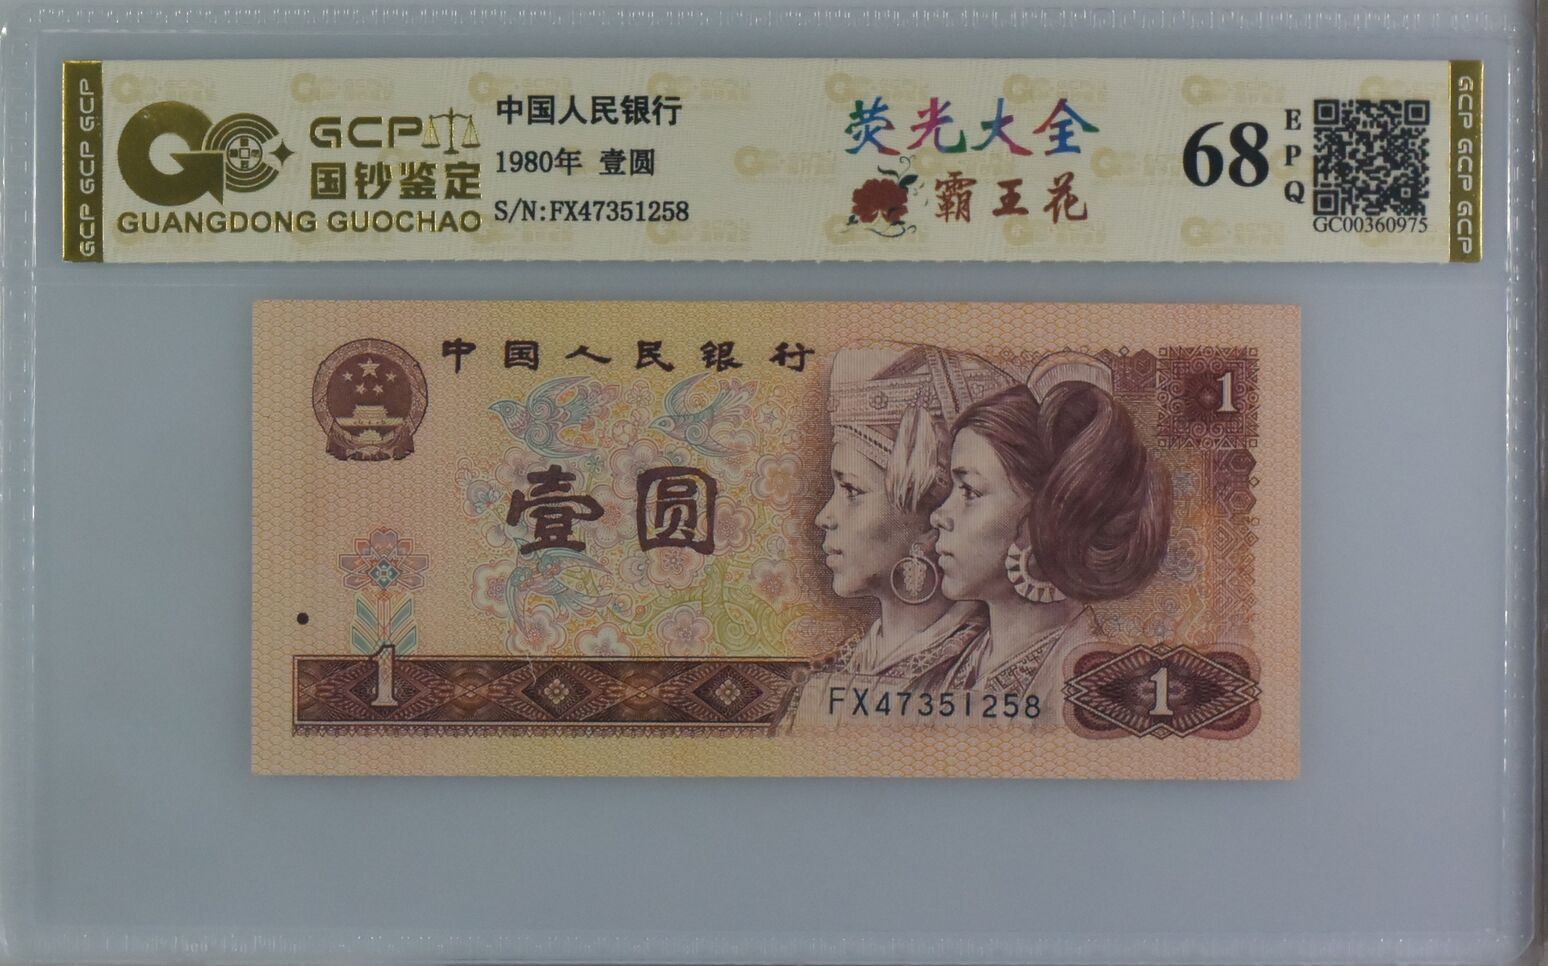 GCP GCP GCP
GCP
国钞鉴定
GUANGDONG GUOCHAO
中国人民银行
1980年 壹圆
S/N:FX47351258
荧光大全
霸王花
68
EPQ
GC00360975
GCP GCP GCP
中国人民银行
1
壹圆
1
FX47351258
1